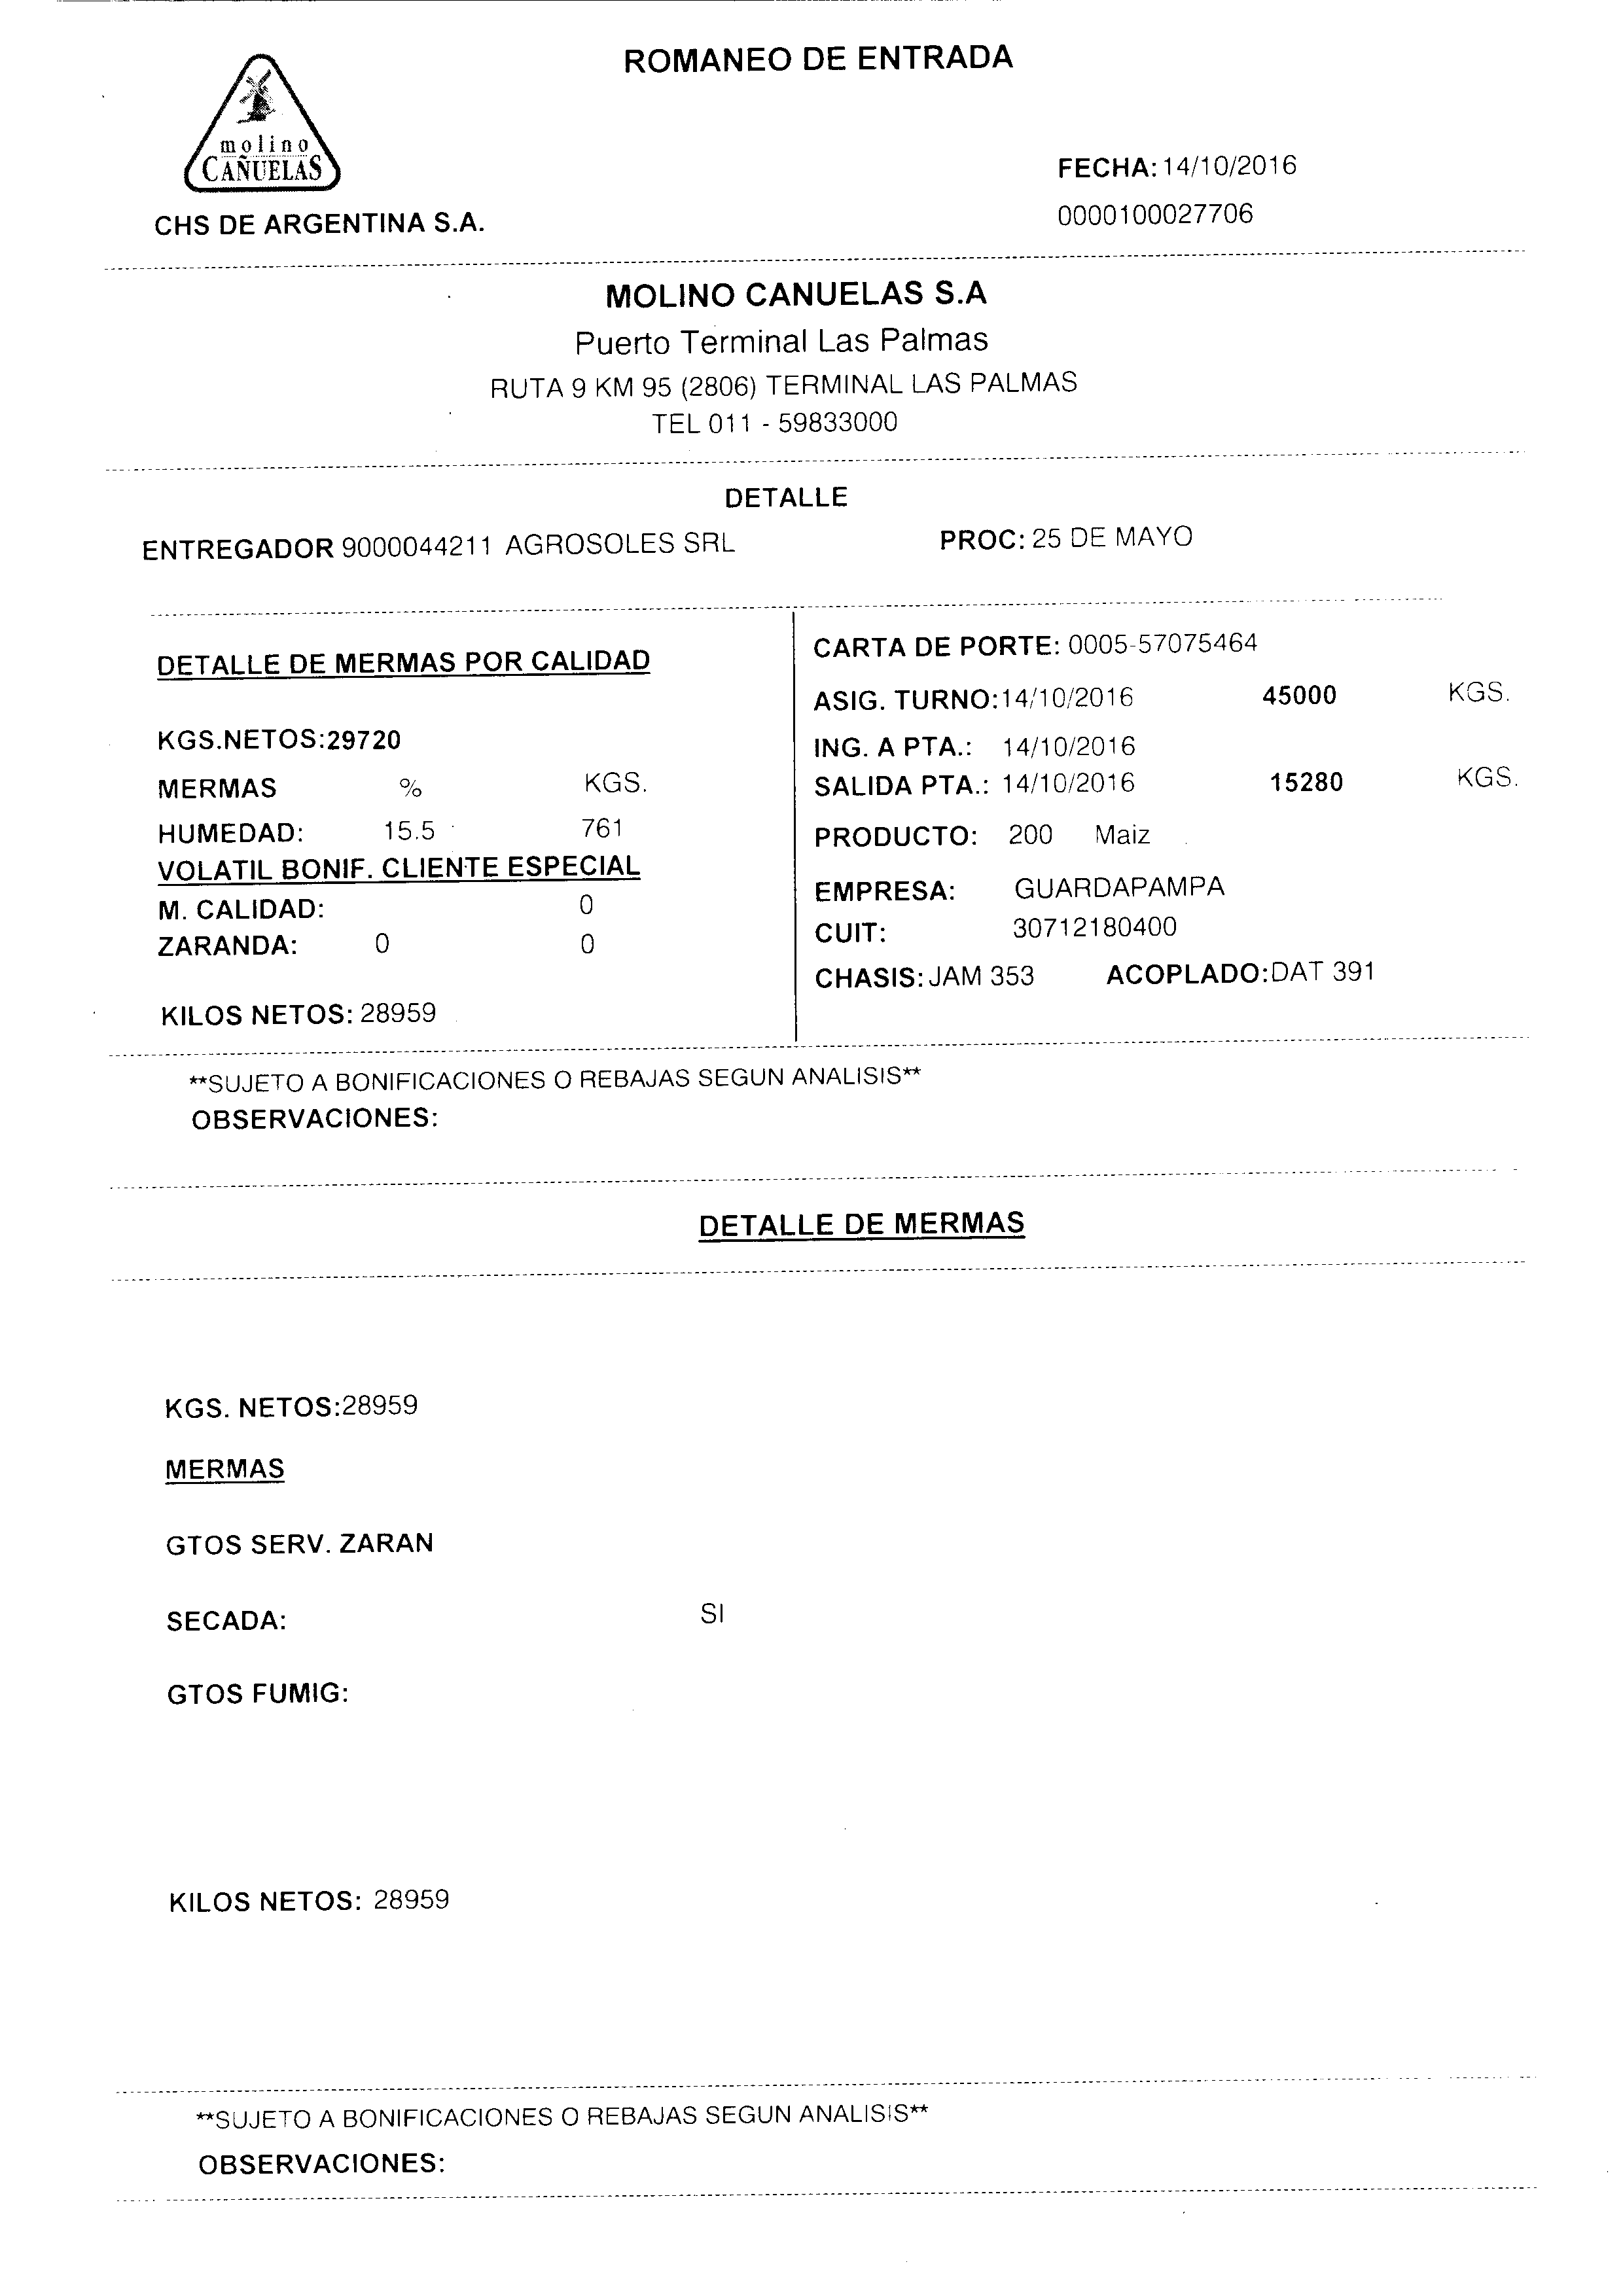 ROMANEO DE ENTRADA
molino
CAÑUELAS
FECHA: 14/10/2016
0000100027706
CHS DE ARGENTINA S.A.
MOLINO CANUELAS S.A
Puerto Terminal Las Palmas
RUTA 9 KM 95 (2806) TERMINAL LAS PALMAS
TEL 011 - 59833000
DETALLE
ENTREGADOR 9000044211 AGROSOLES SRL PROC: 25 DE MAYO
DETALLE DE MERMAS POR CALIDAD
KGS.NETOS:29720
MERMAS % KGS.
HUMEDAD: 15.5 761
VOLATIL BONIF. CLIENTE ESPECIAL
M. CALIDAD: 0
ZARANDA: 0 0
KILOS NETOS: 28959
CARTA DE PORTE: 0005-57075464
ASIG. TURNO:14/10/2016 45000 KGS.
ING. A PTA.: 14/10/2016
SALIDA PTA.: 14/10/2016 15280 KGS.
PRODUCTO: 200 Maiz
EMPRESA: GUARDAPAMPA
CUIT: 30712180400
CHASIS: JAM 353 ACOPLADO:DAT 391
**SUJETO A BONIFICACIONES O REBAJAS SEGUN ANALISIS**
OBSERVACIONES:
DETALLE DE MERMAS
KGS. NETOS:28959
MERMAS
GTOS SERV. ZARAN
SECADA: SI
GTOS FUMIG:
KILOS NETOS: 28959
**SUJETO A BONIFICACIONES O REBAJAS SEGUN ANALISIS**
OBSERVACIONES: